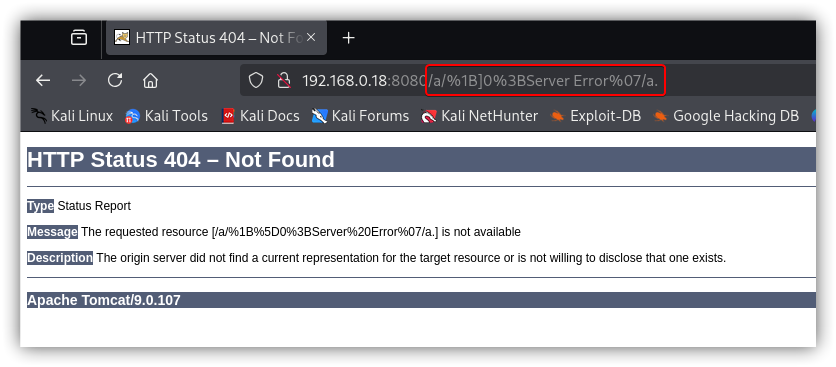 HTTP Status 404 – Not Fo
192.168.0.18:8080/a/%1B]0%3BServer Error%07/a.
Kali Linux Kali Tools Kali Docs Kali Forums Kali NetHunter Exploit-DB Google Hacking DB
HTTP Status 404 – Not Found
Type Status Report
Message The requested resource [/a/%1B%5D0%3BServer%20Error%07/a.] is not available
Description The origin server did not find a current representation for the target resource or is not willing to disclose that one exists.
Apache Tomcat/9.0.107